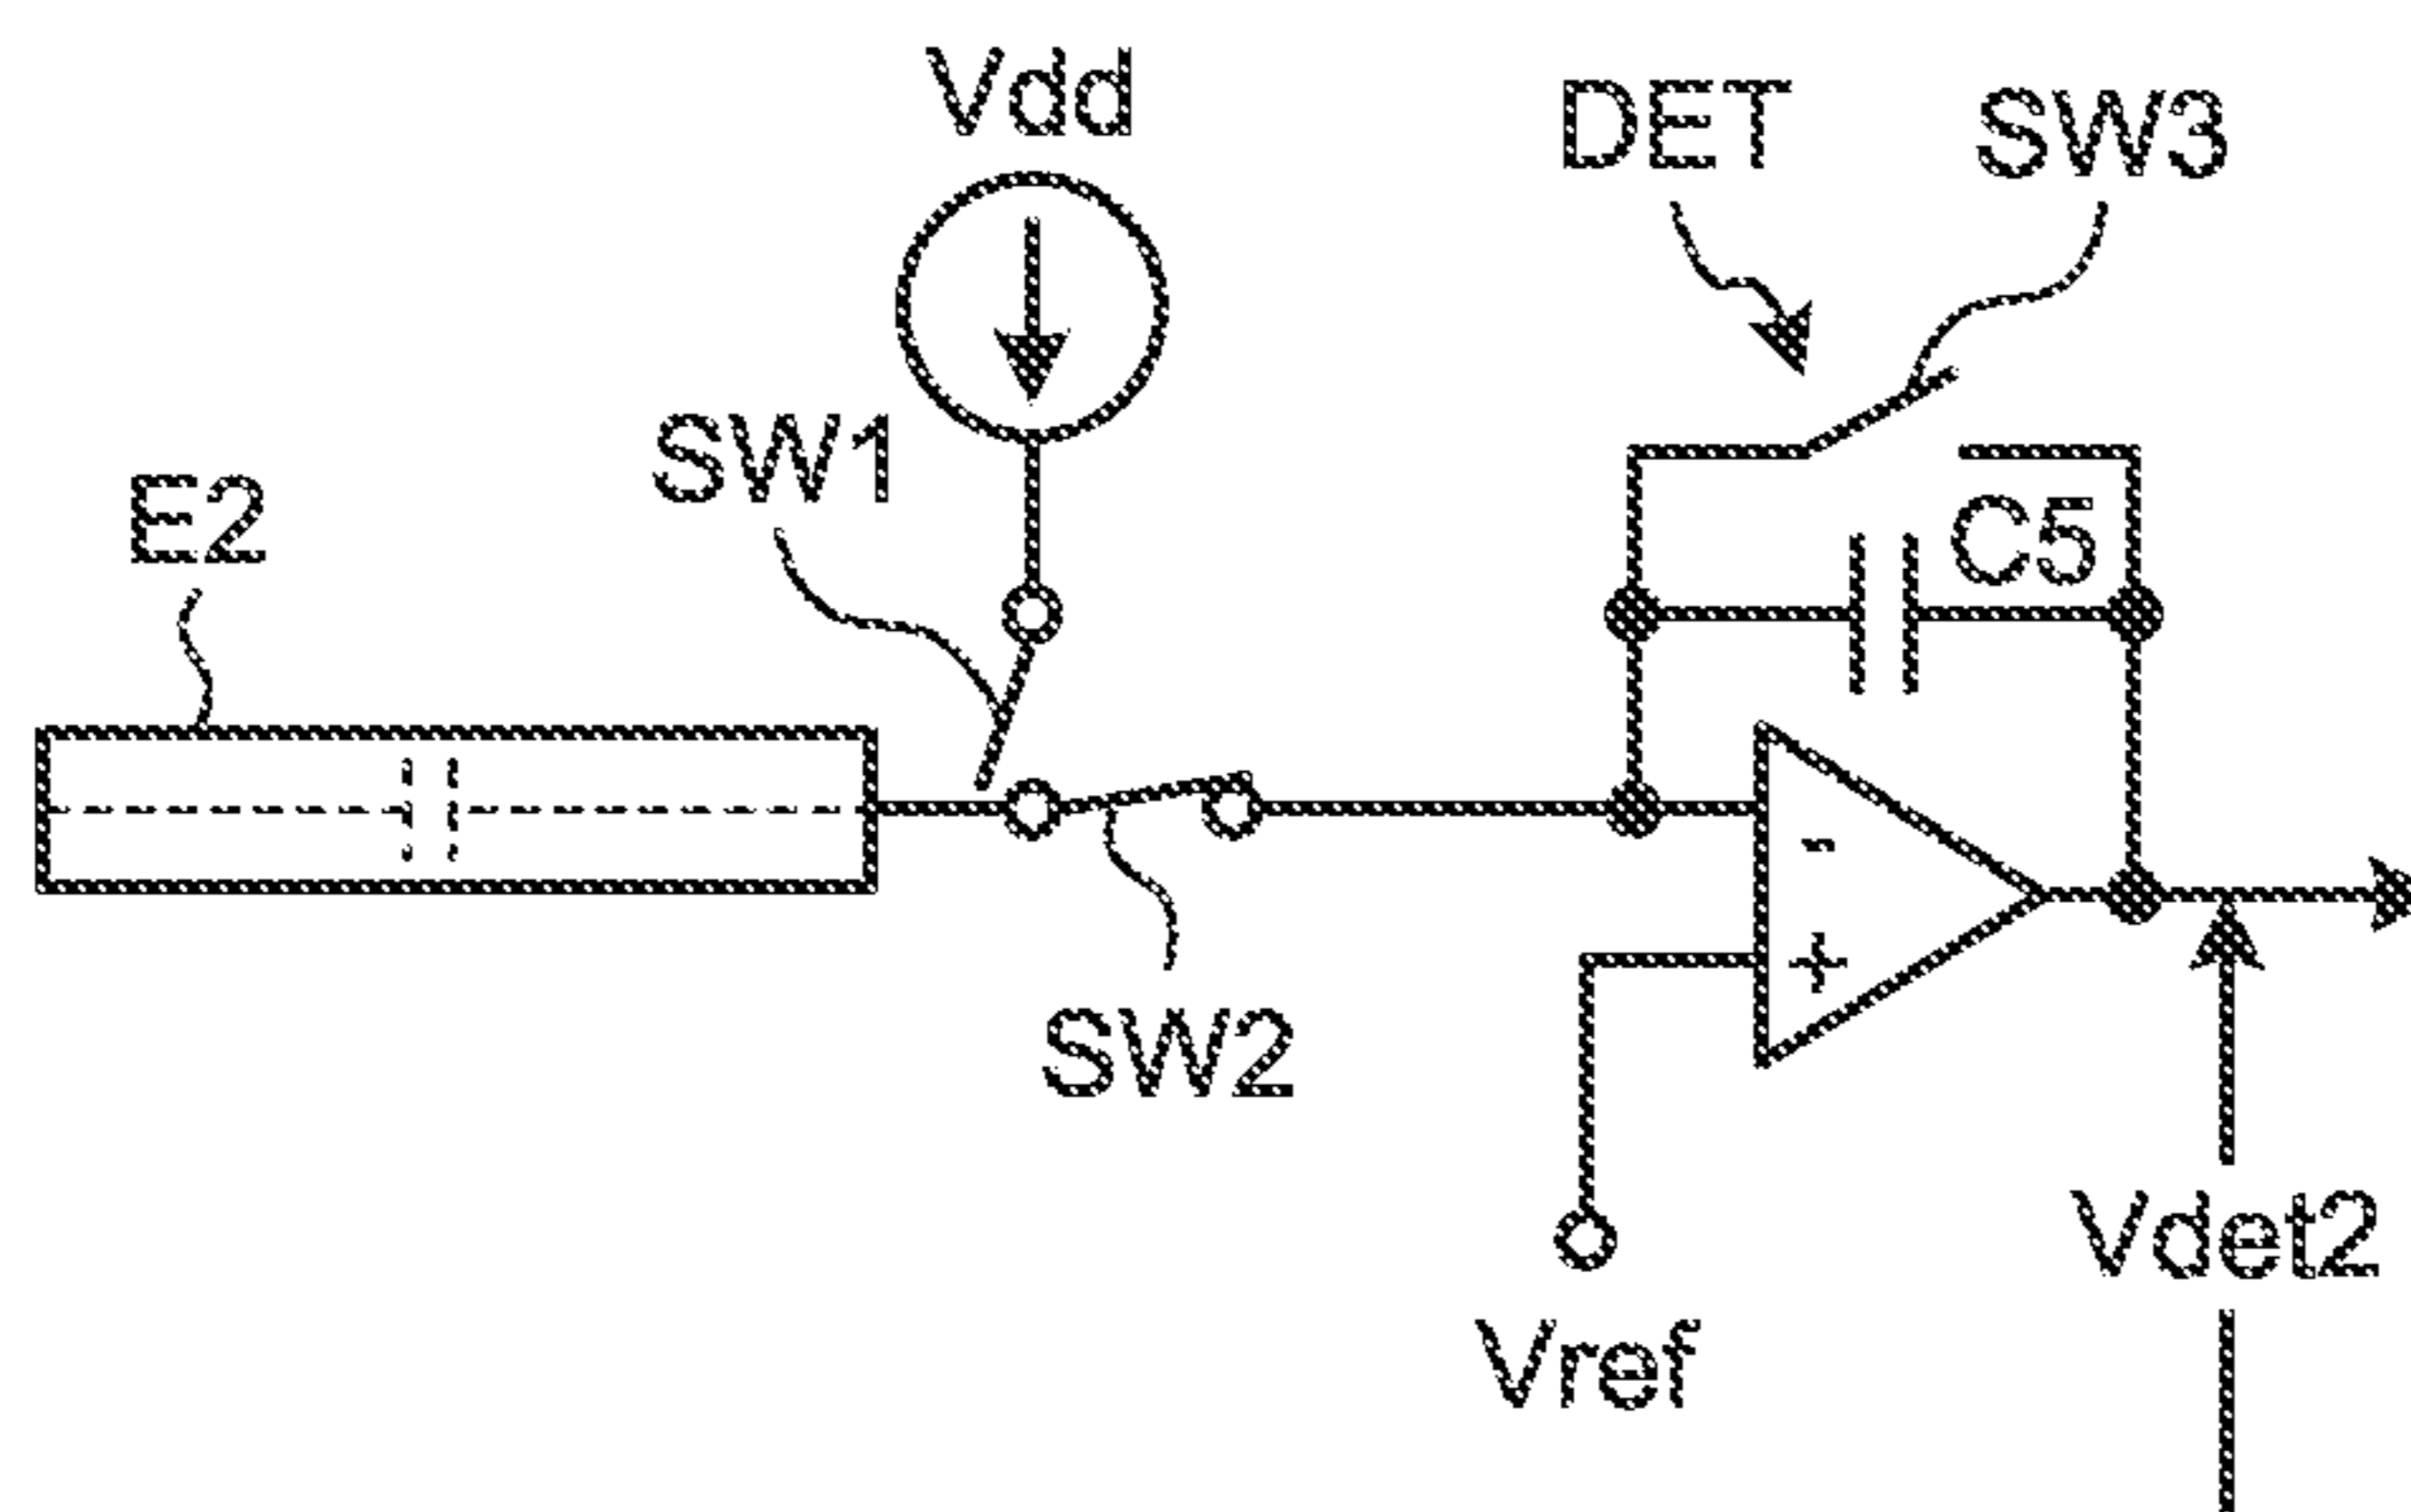 Vdd
DET
SW3
SW1
E2
C5
-
+
SW2
Vdet2
Vref